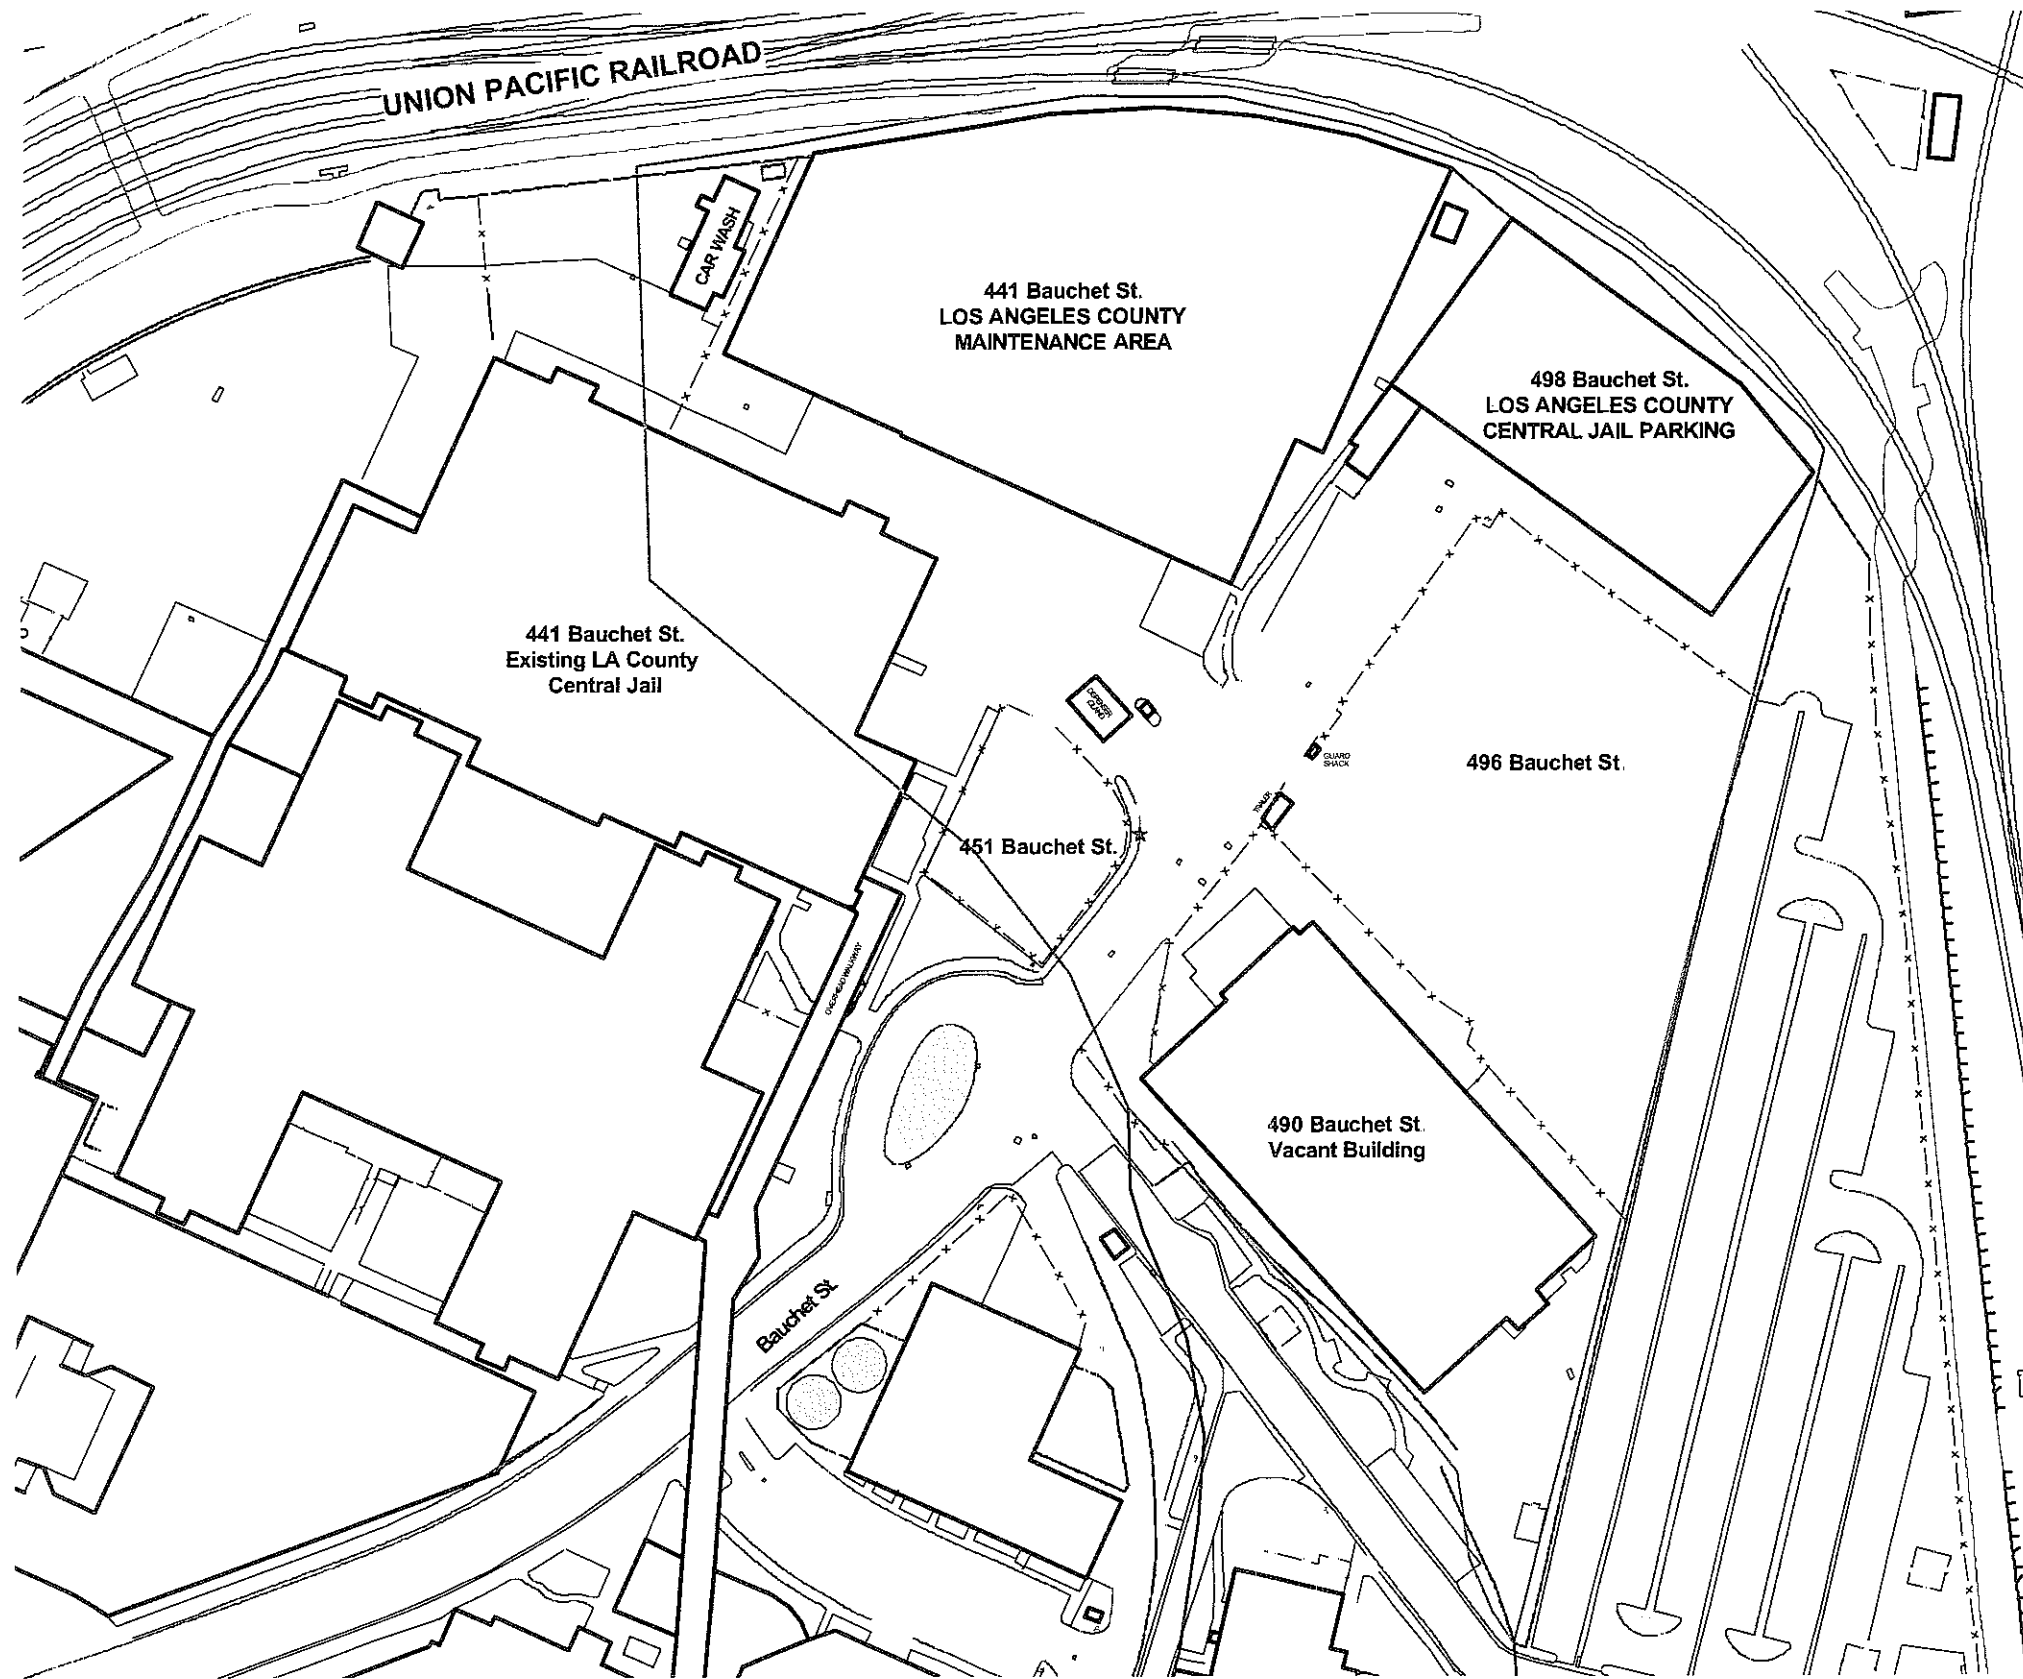 UNION PACIFIC RAILROAD
CAR WASH
441 Bauchet St.
LOS ANGELES COUNTY
MAINTENANCE AREA
498 Bauchet St.
LOS ANGELES COUNTY
CENTRAL JAIL PARKING
441 Bauchet St.
Existing LA County
Central Jail
DISPENSER
ISLAND
GUARD
SHACK
496 Bauchet St.
TRAILER
451 Bauchet St.
OVERHEAD WALKWAY
490 Bauchet St.
Vacant Building
Bauchet St.